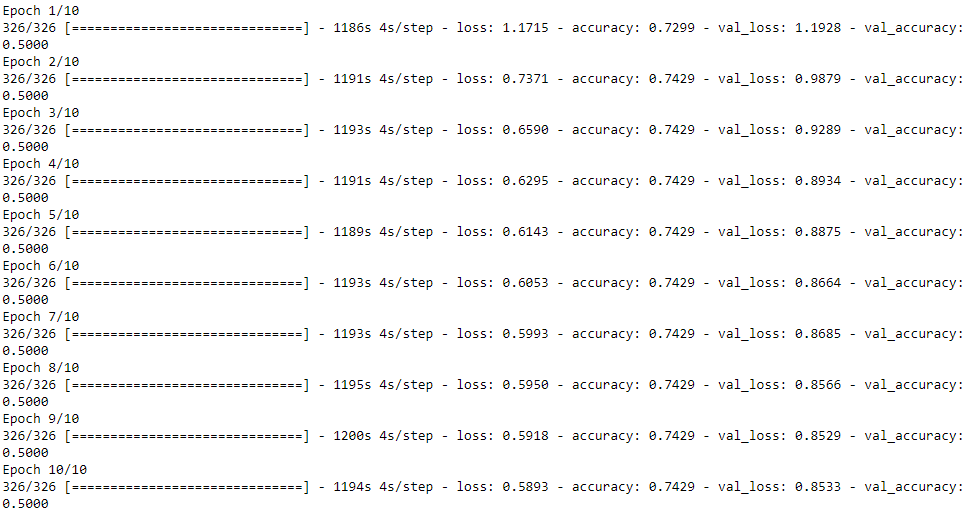 Epoch 1/10
326/326 [==============================] - 1186s 4s/step - loss: 1.1715 - accuracy: 0.7299 - val_loss: 1.1928 - val_accuracy:
0.5000
Epoch 2/10
326/326 [==============================] - 1191s 4s/step - loss: 0.7371 - accuracy: 0.7429 - val_loss: 0.9879 - val_accuracy:
0.5000
Epoch 3/10
326/326 [==============================] - 1193s 4s/step - loss: 0.6590 - accuracy: 0.7429 - val_loss: 0.9289 - val_accuracy:
0.5000
Epoch 4/10
326/326 [==============================] - 1191s 4s/step - loss: 0.6295 - accuracy: 0.7429 - val_loss: 0.8934 - val_accuracy:
0.5000
Epoch 5/10
326/326 [==============================] - 1189s 4s/step - loss: 0.6143 - accuracy: 0.7429 - val_loss: 0.8875 - val_accuracy:
0.5000
Epoch 6/10
326/326 [==============================] - 1193s 4s/step - loss: 0.6053 - accuracy: 0.7429 - val_loss: 0.8664 - val_accuracy:
0.5000
Epoch 7/10
326/326 [==============================] - 1193s 4s/step - loss: 0.5993 - accuracy: 0.7429 - val_loss: 0.8685 - val_accuracy:
0.5000
Epoch 8/10
326/326 [==============================] - 1195s 4s/step - loss: 0.5950 - accuracy: 0.7429 - val_loss: 0.8566 - val_accuracy:
0.5000
Epoch 9/10
326/326 [==============================] - 1200s 4s/step - loss: 0.5918 - accuracy: 0.7429 - val_loss: 0.8529 - val_accuracy:
0.5000
Epoch 10/10
326/326 [==============================] - 1194s 4s/step - loss: 0.5893 - accuracy: 0.7429 - val_loss: 0.8533 - val_accuracy:
0.5000